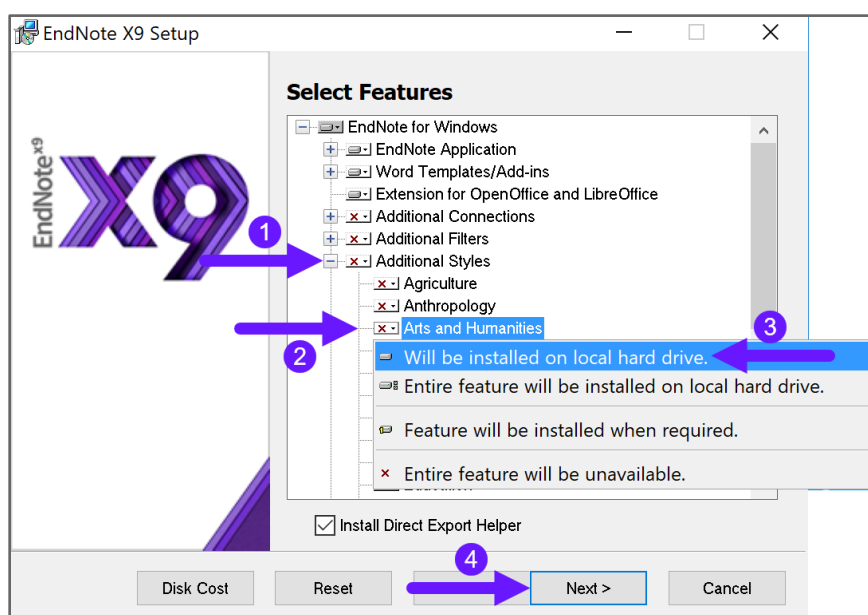 EndNote X9 Setup
EndNote x9
X9
Select Features
EndNote for Windows
EndNote Application
Word Templates/Add-ins
Extension for OpenOffice and LibreOffice
Additional Connections
Additional Filters
1
Additional Styles
Agriculture
Anthropology
2
Arts and Humanities
3
Will be installed on local hard drive.
Entire feature will be installed on local hard drive.
Feature will be installed when required.
Entire feature will be unavailable.
Install Direct Export Helper
4
Disk Cost
Reset
Next >
Cancel